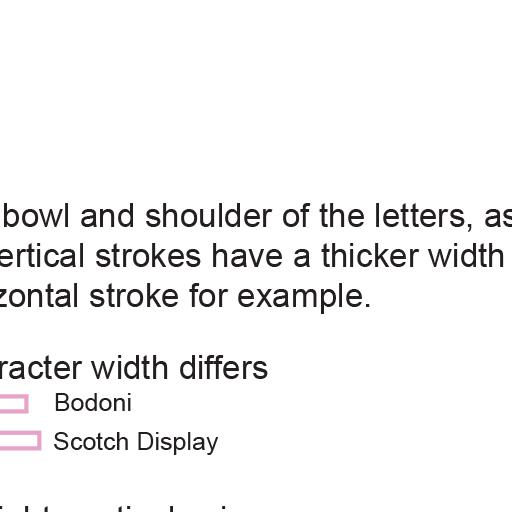 bowl and shoulder of the letters, as
ertical strokes have a thicker width
zontal stroke for example.
racter width differs
Bodoni
Scotch Display